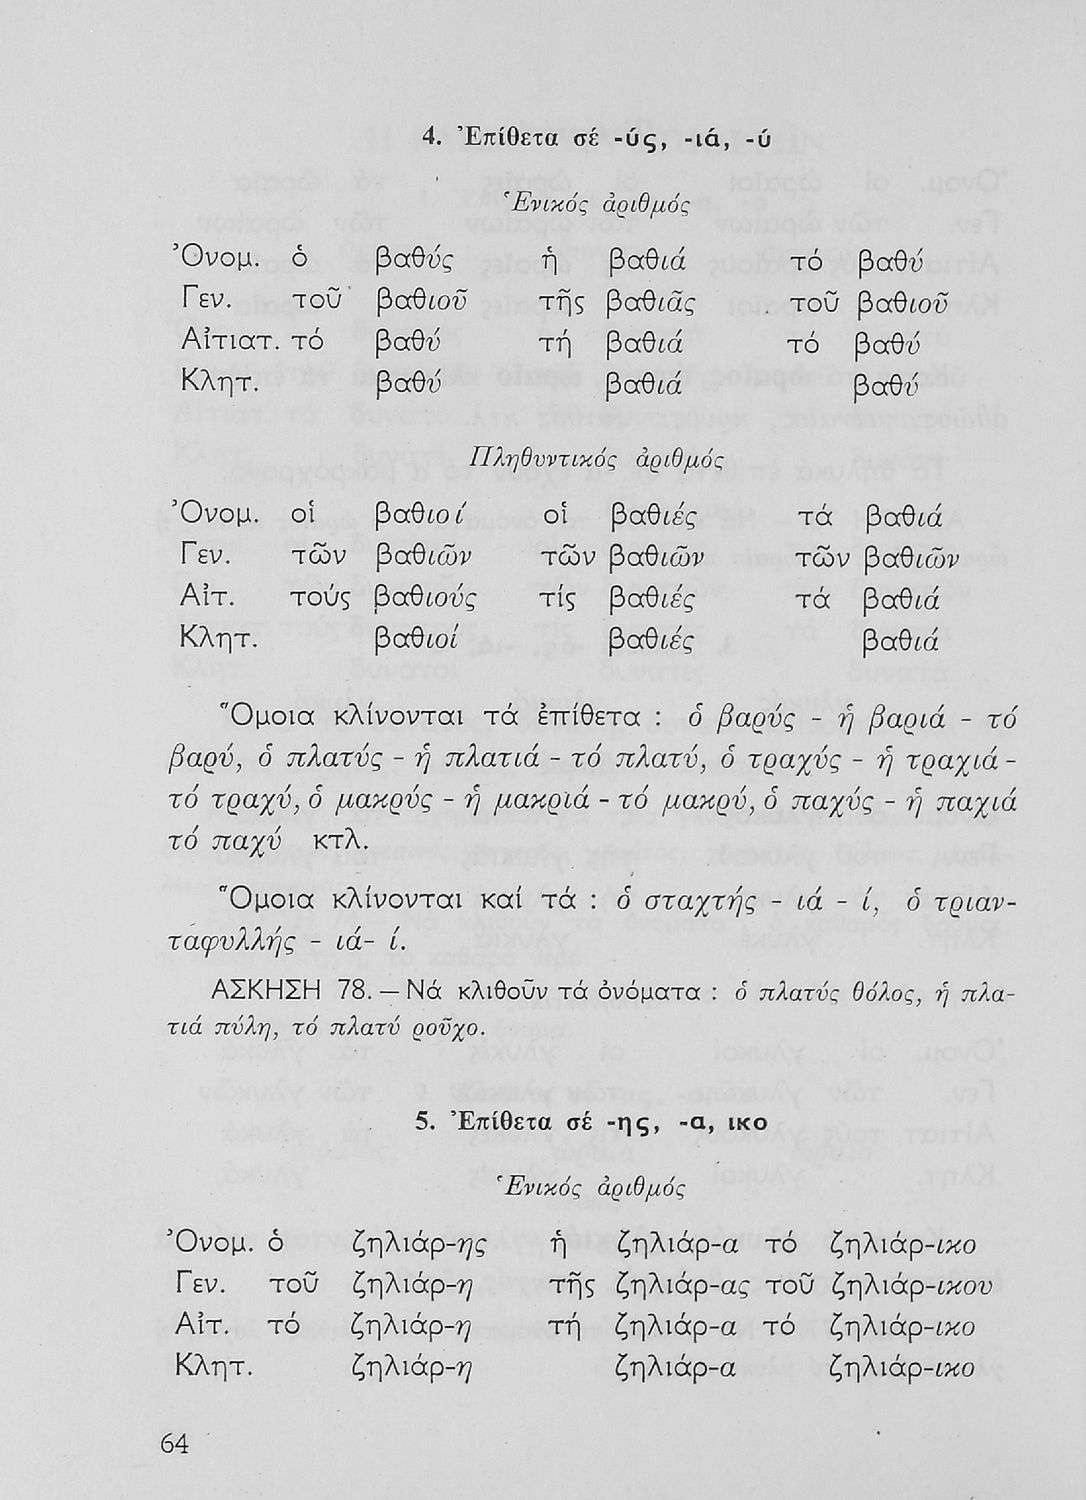 4. Ἐπίθετα σέ -ύς, -ιά, -ύ
Ἑνικός ἀριθμός
Ὀνομ. ὁ βαθύς ἡ βαθιά τό βαθύ
Γεν. τοῦ βαθιοῦ τῆς βαθιᾶς τοῦ βαθιοῦ
Αἰτιατ. τό βαθύ τή βαθιά τό βαθύ
Κλητ. βαθύ βαθιά βαθύ
Πληθυντικός ἀριθμός
Ὀνομ. οἱ βαθιοί οἱ βαθιές τά βαθιά
Γεν. τῶν βαθιῶν τῶν βαθιῶν τῶν βαθιῶν
Αἰτ. τούς βαθιούς τίς βαθιές τά βαθιά
Κλητ. βαθιοί βαθιές βαθιά
Ὅμοια κλίνονται τά ἐπίθετα : ὁ βαρύς - ἡ βαριά - τό
βαρύ, ὁ πλατύς - ἡ πλατιά - τό πλατύ, ὁ τραχύς - ἡ τραχιά -
τό τραχύ, ὁ μακρύς - ἡ μακριά - τό μακρύ, ὁ παχύς - ἡ παχιά
τό παχύ κτλ.
Ὅμοια κλίνονται καί τά : ὁ σταχτής - ιά - ί, ὁ τριαν-
ταφυλλής - ιά- ί.
ΑΣΚΗΣΗ 78. — Νά κλιθοῦν τά ὀνόματα : ὁ πλατύς θόλος, ἡ πλα-
τιά πύλη, τό πλατύ ροῦχο.
5. Ἐπίθετα σέ -ης, -α, ικο
Ἑνικός ἀριθμός
Ὀνομ. ὁ ζηλιάρ-ης ἡ ζηλιάρ-α τό ζηλιάρ-ικο
Γεν. τοῦ ζηλιάρ-η τῆς ζηλιάρ-ας τοῦ ζηλιάρ-ικου
Αἰτ. τό ζηλιάρ-η τή ζηλιάρ-α τό ζηλιάρ-ικο
Κλητ. ζηλιάρ-η ζηλιάρ-α ζηλιάρ-ικο
64